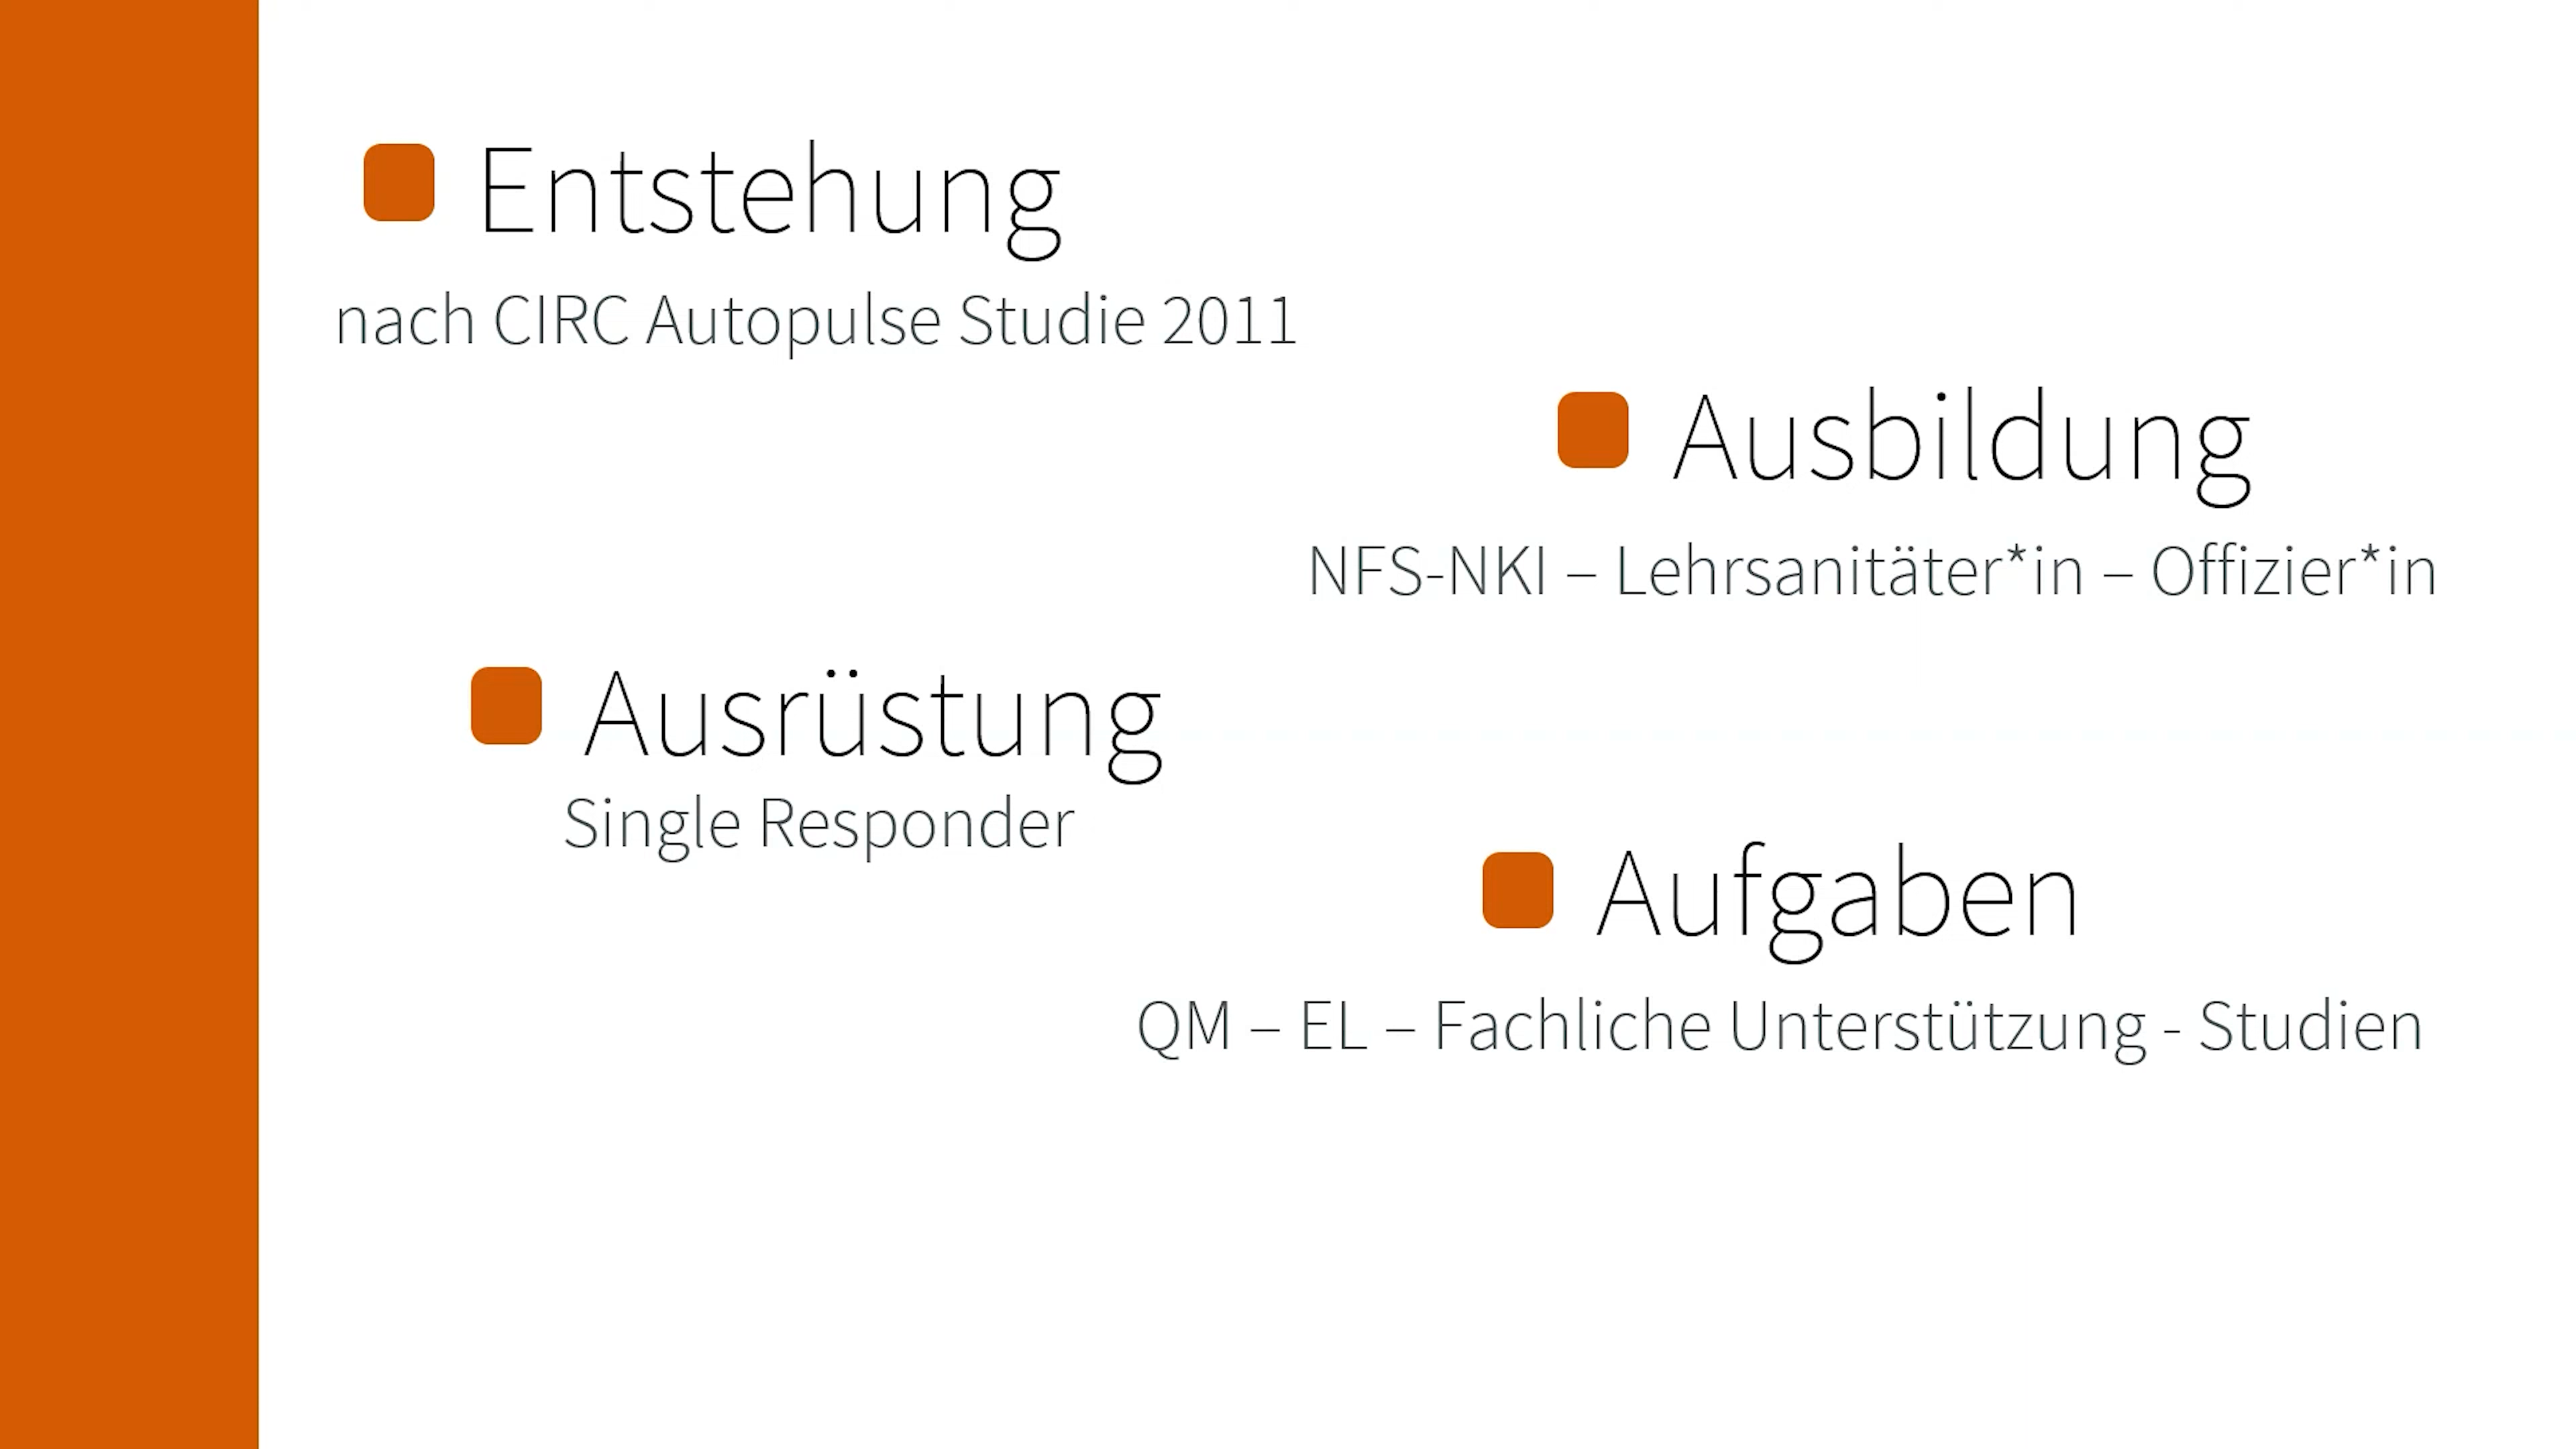 Entstehung
nach CIRC Autopulse Studie 2011
Ausbildung
NFS-NKI – Lehrsanitäter*in – Offizier*in
Ausrüstung
Single Responder
Aufgaben
QM – EL – Fachliche Unterstützung - Studien